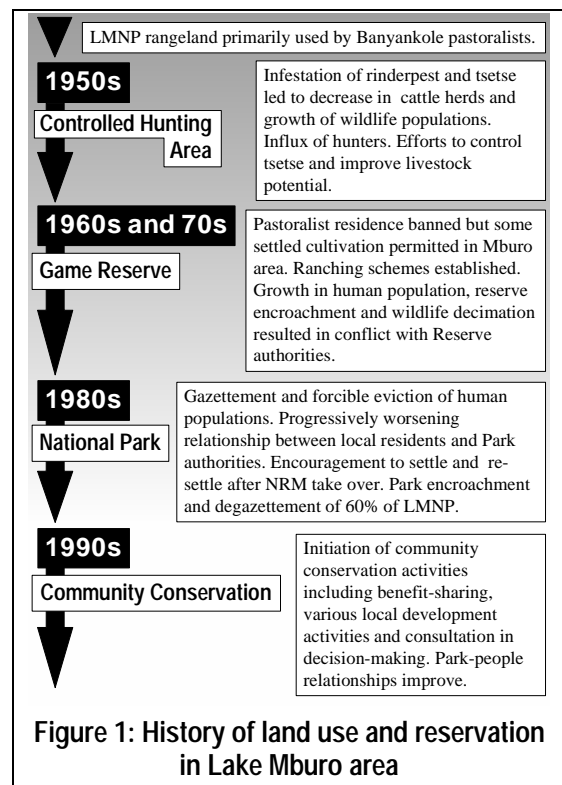 LMNP rangeland primarily used by Banyankole pastoralists.
1950s
Controlled Hunting
Area
Infestation of rinderpest and tsetse
led to decrease in cattle herds and
growth of wildlife populations.
Influx of hunters. Efforts to control
tsetse and improve livestock
potential.
1960s and 70s
Game Reserve
Pastoralist residence banned but some
settled cultivation permitted in Mburo
area. Ranching schemes established.
Growth in human population, reserve
encroachment and wildlife decimation
resulted in conflict with Reserve
authorities.
1980s
National Park
Gazettement and forcible eviction of human
populations. Progressively worsening
relationship between local residents and Park
authorities. Encouragement to settle and re-
settle after NRM take over. Park encroachment
and degazettement of 60% of LMNP.
1990s
Community Conservation
Initiation of community
conservation activities
including benefit-sharing,
various local development
activities and consultation in
decision-making. Park-people
relationships improve.
Figure 1: History of land use and reservation
in Lake Mburo area